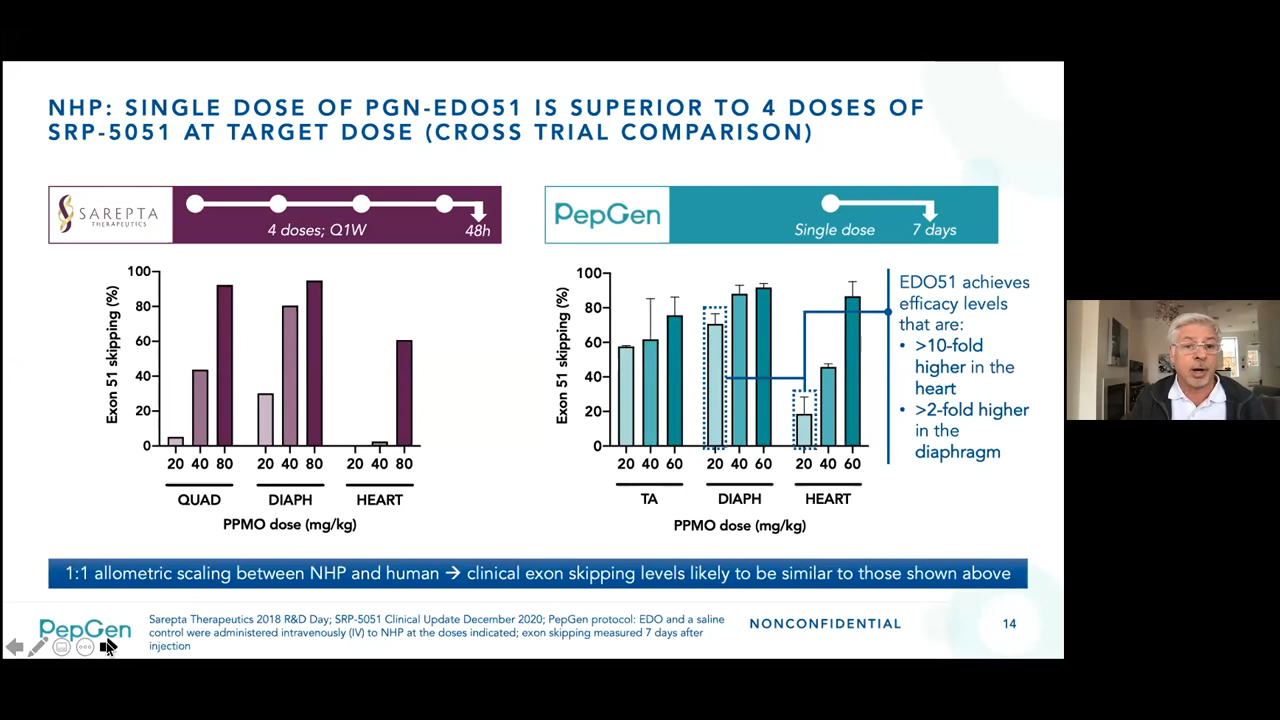 NHP: SINGLE DOSE OF PGN-EDO51 IS SUPERIOR TO 4 DOSES OF
SRP-5051 AT TARGET DOSE (CROSS TRIAL COMPARISON)
SAREPTA
THERAPEUTICS
4 doses; Q1W
48h
PepGen
Single dose
7 days
Exon 51 skipping (%)
100
80
60
40
20
0
20 40 80 20 40 80 20 40 80
QUAD DIAPH HEART
PPMO dose (mg/kg)
Exon 51 skipping (%)
100
80
60
40
20
0
20 40 60 20 40 60 20 40 60
TA DIAPH HEART
PPMO dose (mg/kg)
EDO51 achieves
efficacy levels
that are:
• >10-fold
higher in the
heart
• >2-fold higher
in the
diaphragm
1:1 allometric scaling between NHP and human → clinical exon skipping levels likely to be similar to those shown above
PepGen
Sarepta Therapeutics 2018 R&D Day; SRP-5051 Clinical Update December 2020; PepGen protocol: EDO and a saline
control were administered intravenously (IV) to NHP at the doses indicated; exon skipping measured 7 days after
injection
NONCONFIDENTIAL
14